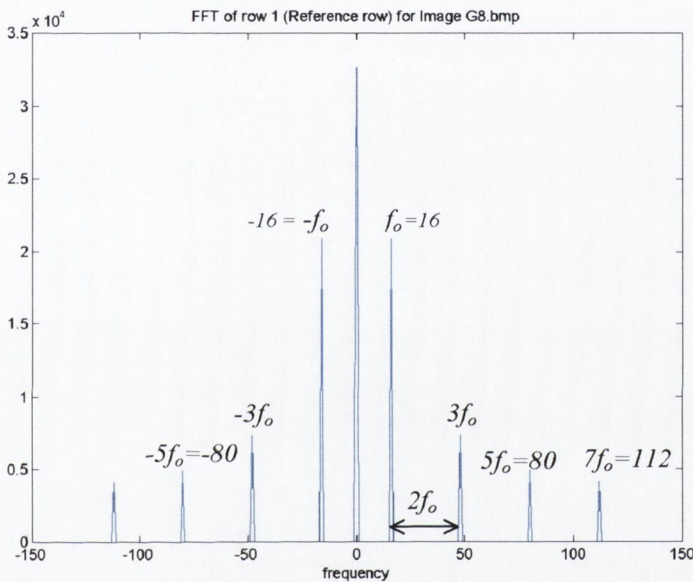 FFT of row 1 (Reference row) for Image G8.bmp
x 10⁴
3.5
3
2.5
2
1.5
1
0.5
0
-16 = -fₒ
fₒ=16
-3fₒ
3fₒ
-5fₒ=-80
5fₒ=80
7fₒ=112
2fₒ
-150
-100
-50
0
50
100
150
frequency